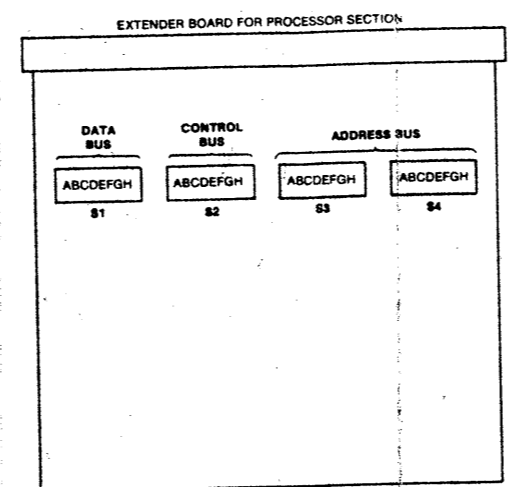 EXTENDER BOARD FOR PROCESSOR SECTION
DATA BUS
CONTROL BUS
ADDRESS BUS
ABCDEFGH ABCDEFGH ABCDEFGH ABCDEFGH
S1 S2 S3 S4